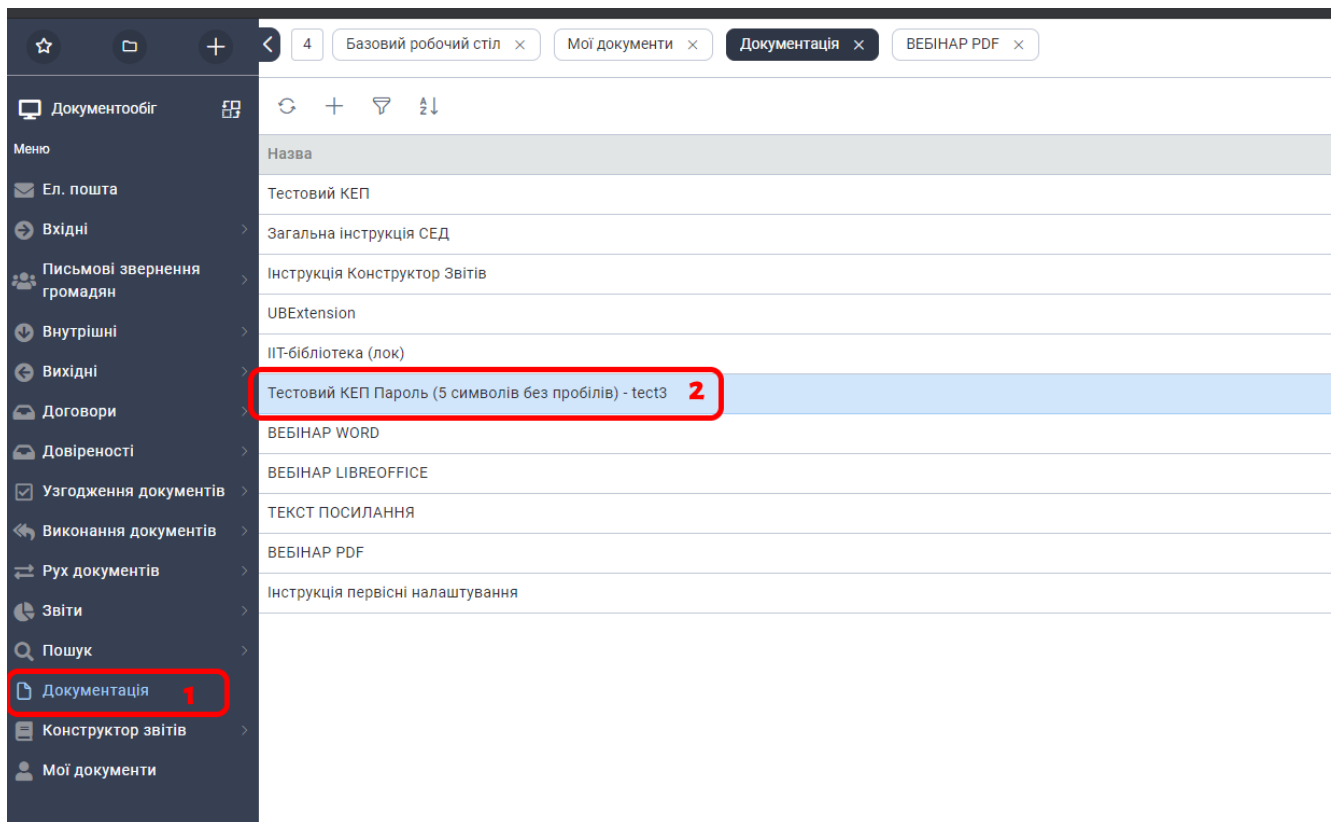 4
Базовий робочий стіл
Мої документи
Документація
ВЕБІНАР PDF
Документообіг
Меню
Ел. пошта
Вхідні
Письмові звернення
громадян
Внутрішні
Вихідні
Договори
Довіреності
Узгодження документів
Виконання документів
Рух документів
Звіти
Пошук
Документація 1
Конструктор звітів
Мої документи
Назва
Тестовий КЕП
Загальна інструкція СЕД
Інструкція Конструктор Звітів
UBExtension
ІІТ-бібліотека (лок)
Тестовий КЕП Пароль (5 символів без пробілів) - tect3 2
ВЕБІНАР WORD
ВЕБІНАР LIBREOFFICE
ТЕКСТ ПОСИЛАННЯ
ВЕБІНАР PDF
Інструкція первісні налаштування